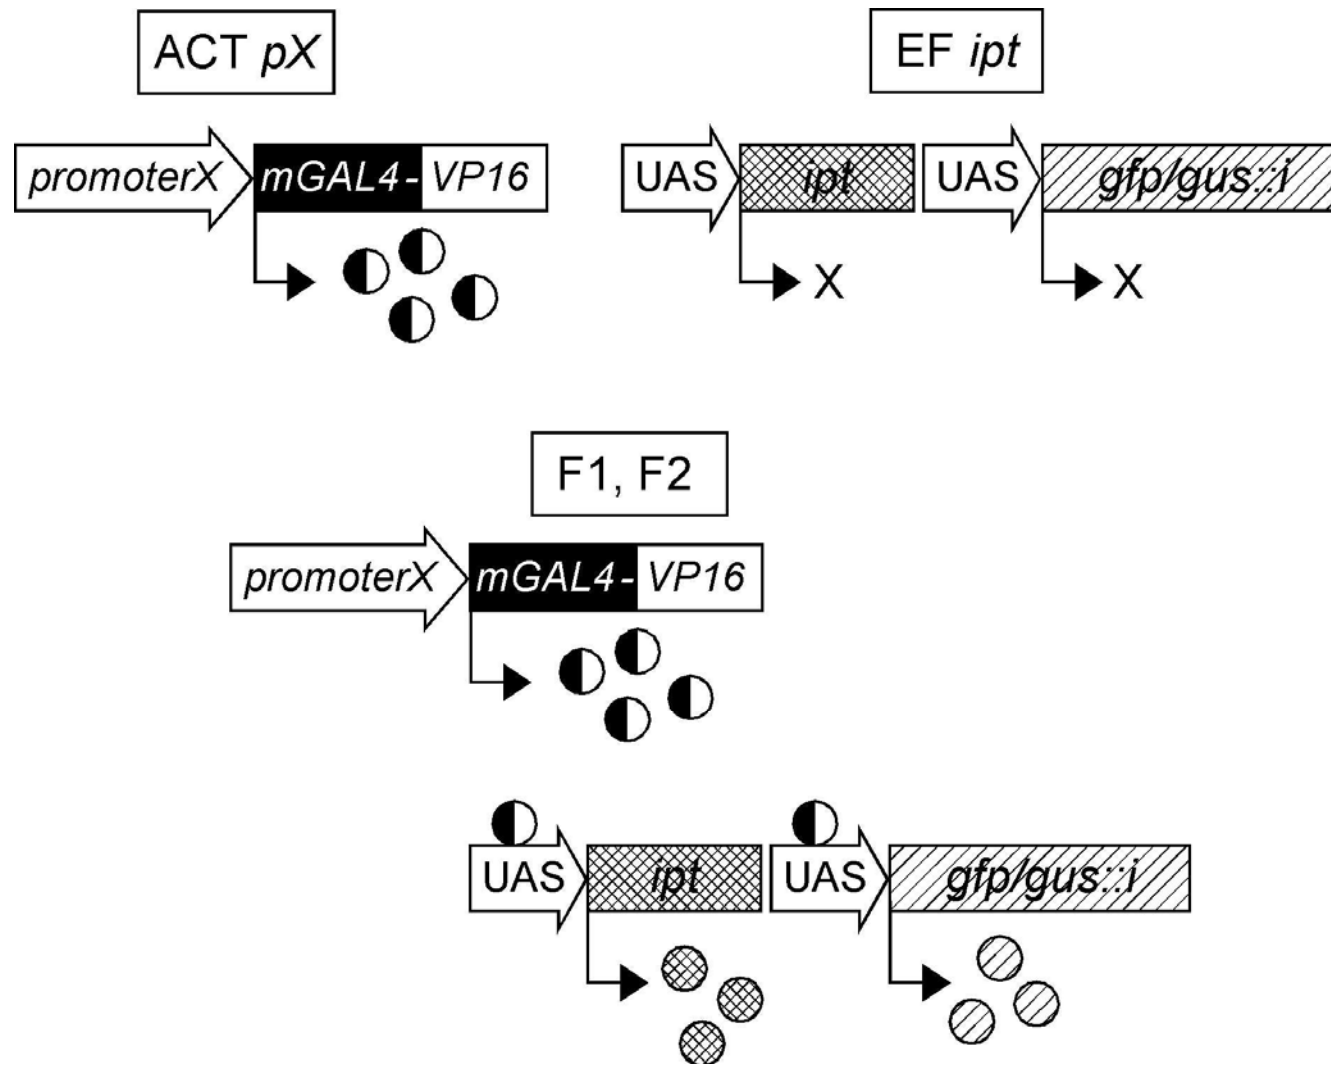 ACT pX
EF ipt
promoterX mGAL4- VP16
UAS ipt UAS gfp/gus::i
X X
F1, F2
promoterX mGAL4- VP16
UAS ipt UAS gfp/gus::i